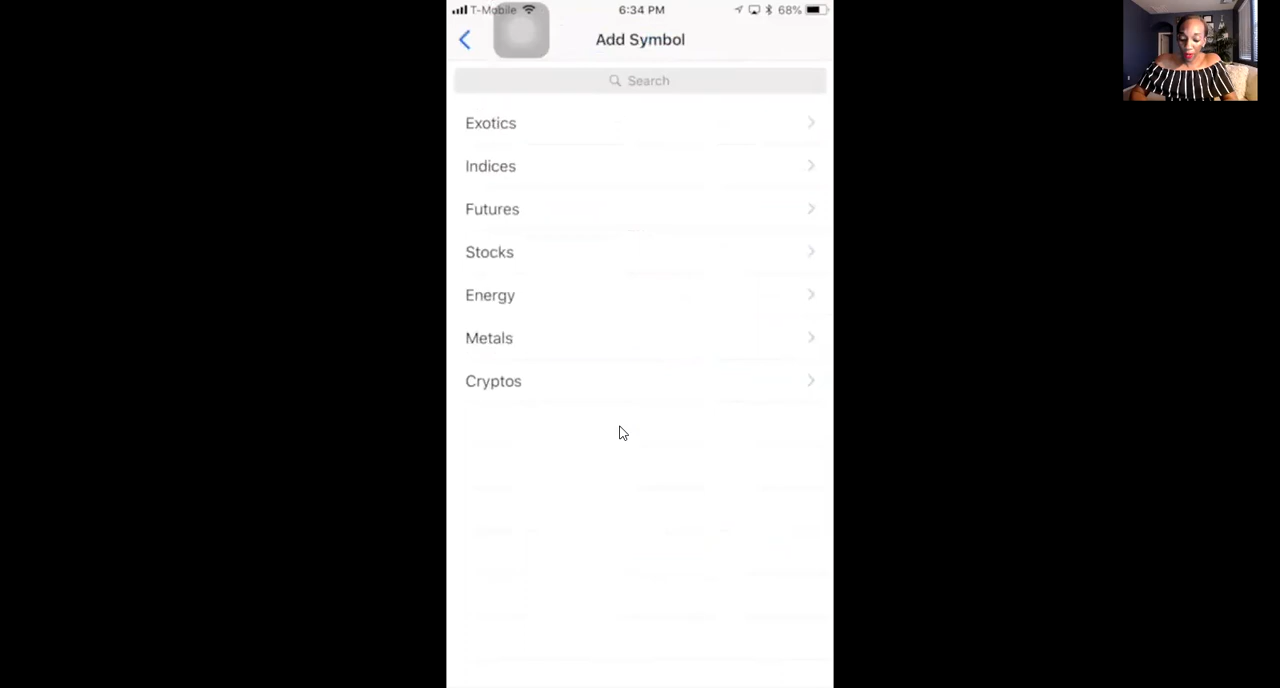 T-Mobile 6:34 PM 68%
Add Symbol
Search
Exotics
Indices
Futures
Stocks
Energy
Metals
Cryptos